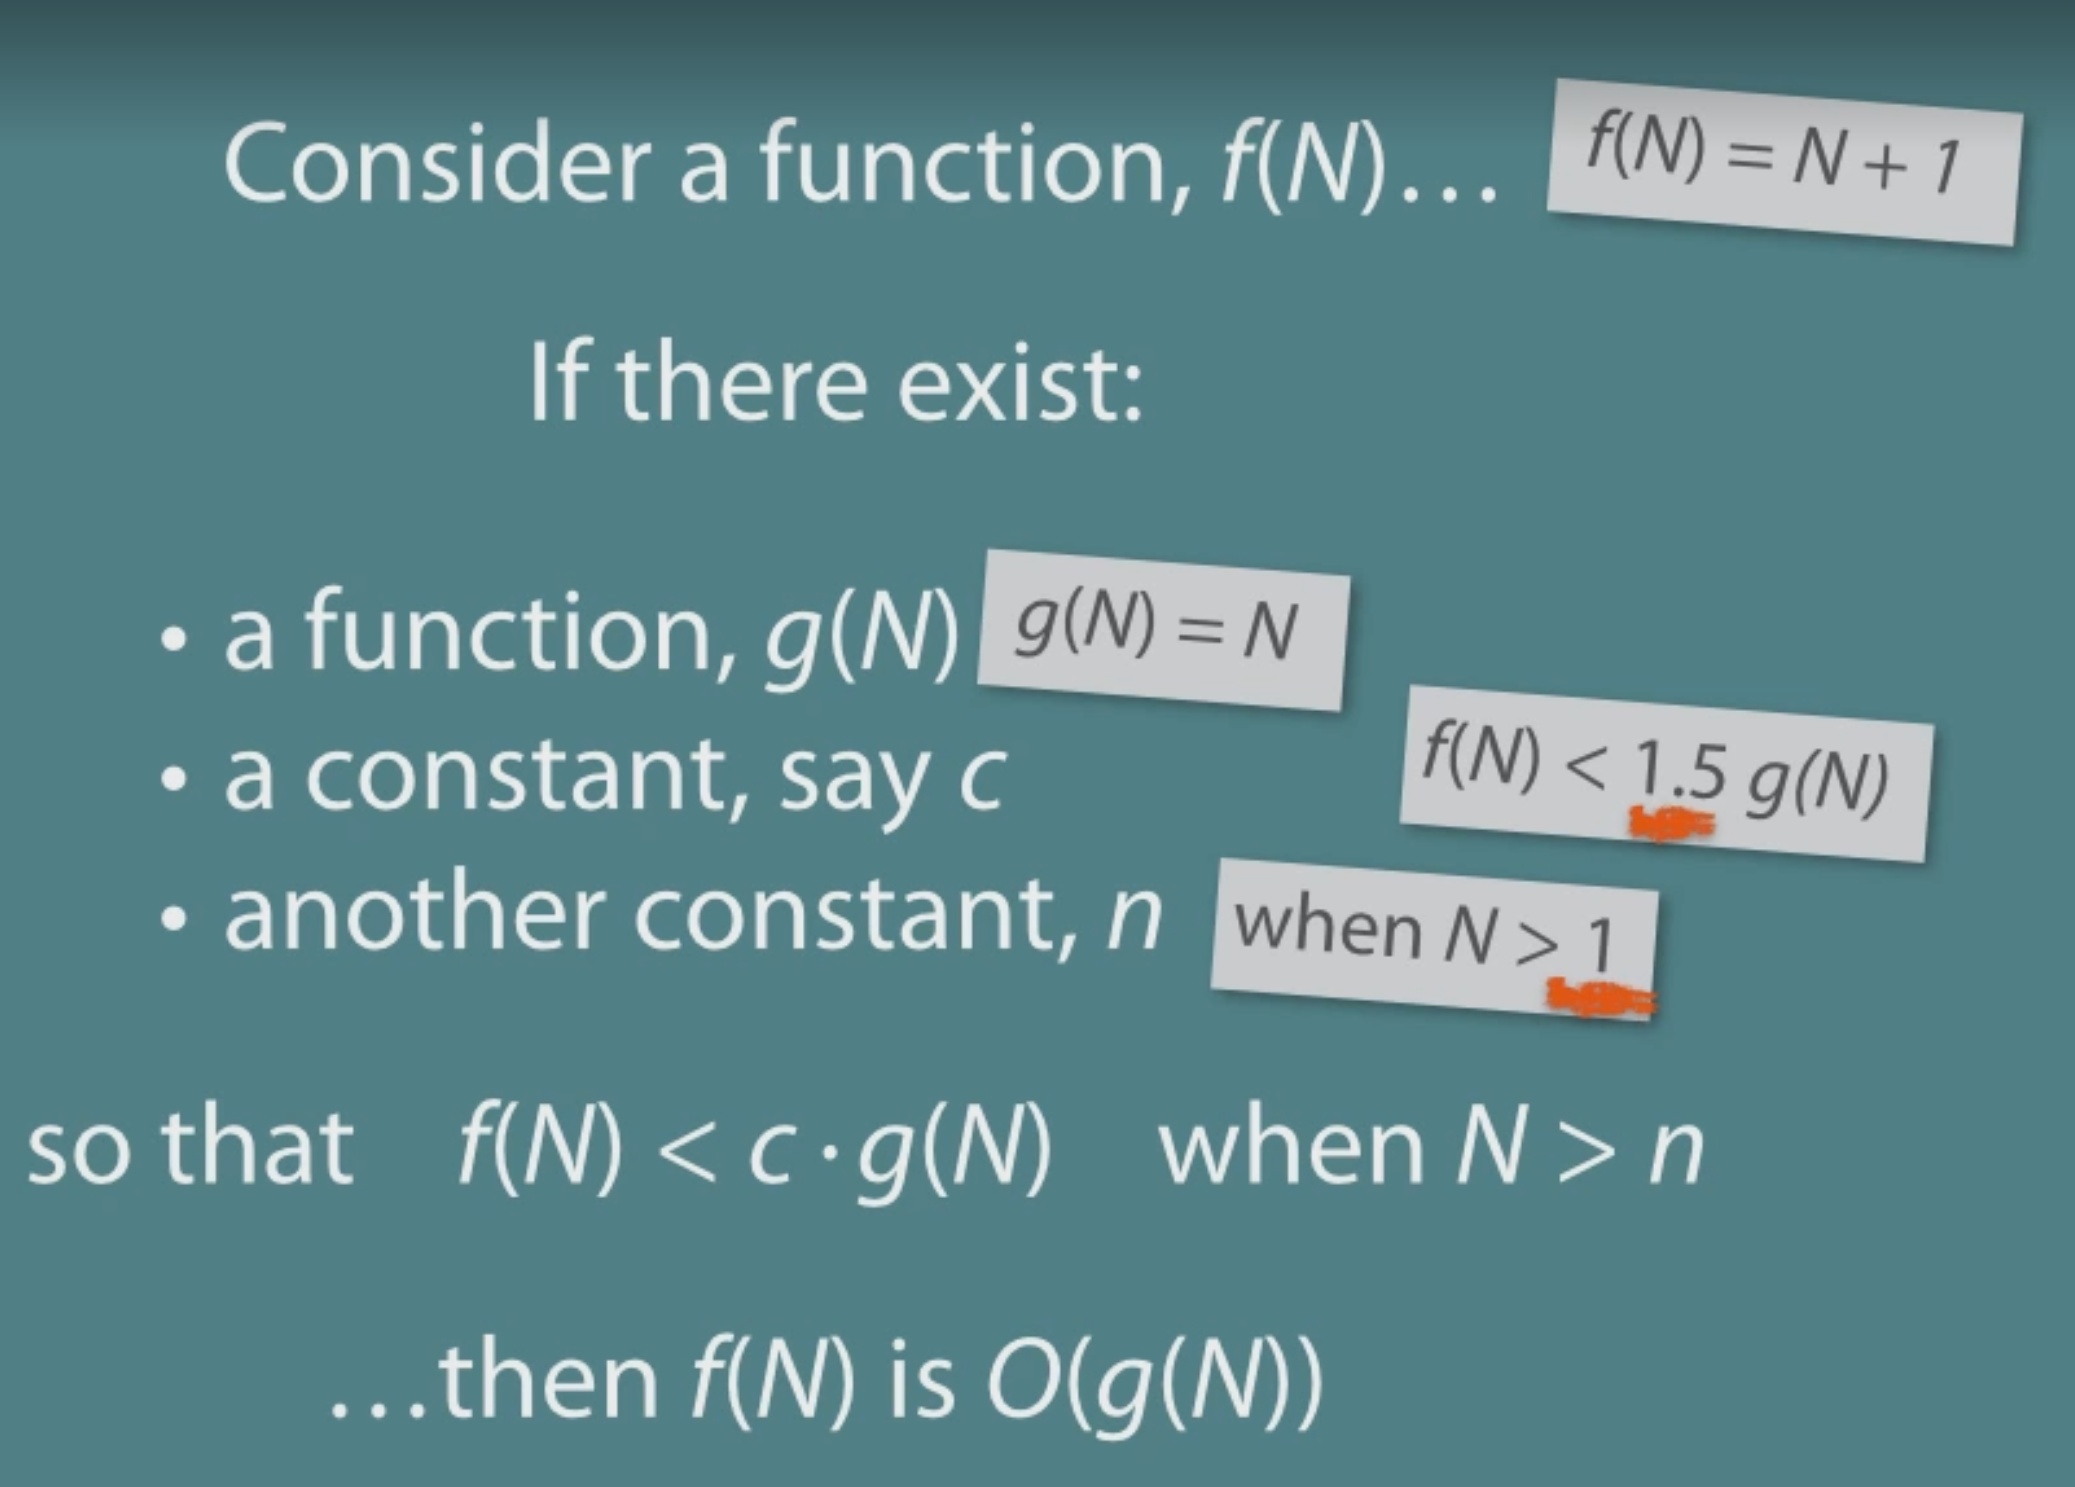 Consider a function, f(N)... f(N) = N + 1
If there exist:
• a function, g(N) g(N) = N
• a constant, say c f(N) < 1.5 g(N)
• another constant, n when N > 1
so that f(N) < c · g(N) when N > n
...then f(N) is O(g(N))